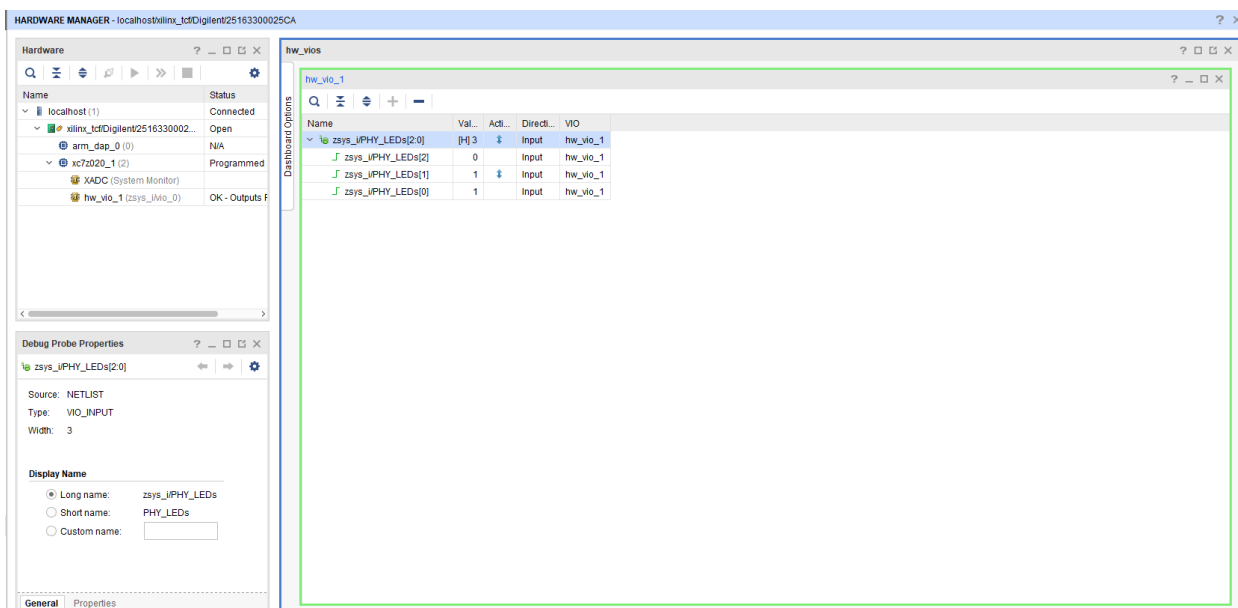 HARDWARE MANAGER - localhost/xilinx_tcf/Digilent/25163300025CA
Hardware
Name Status
localhost (1) Connected
xilinx_tcf/Digilent/2516330002... Open
arm_dap_0 (0) N/A
xc7z020_1 (2) Programmed
XADC (System Monitor)
hw_vio_1 (zsys_i/vio_0) OK - Outputs
Debug Probe Properties
zsys_i/PHY_LEDs[2:0]
Source: NETLIST
Type: VIO_INPUT
Width: 3
Display Name
Long name: zsys_i/PHY_LEDs
Short name: PHY_LEDs
Custom name:
General Properties
hw_vios
Dashboard Options
hw_vio_1
Name Val... Acti... Directi... VIO
zsys_i/PHY_LEDs[2:0] [H] 3 Input hw_vio_1
zsys_i/PHY_LEDs[2] 0 Input hw_vio_1
zsys_i/PHY_LEDs[1] 1 Input hw_vio_1
zsys_i/PHY_LEDs[0] 1 Input hw_vio_1